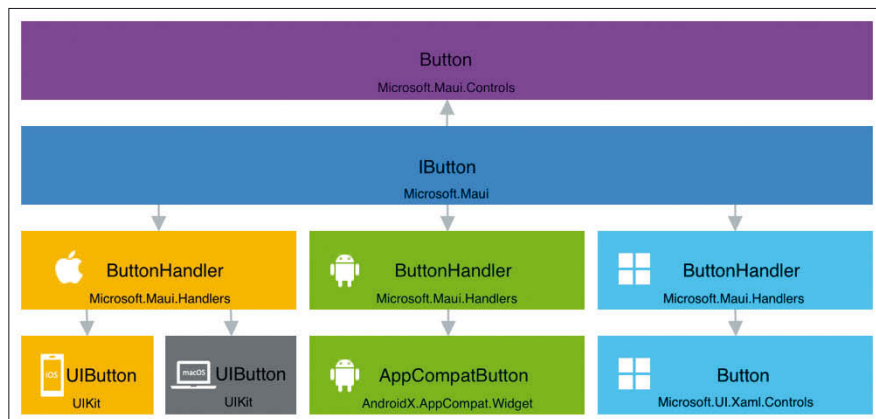 Button
Microsoft.Maui.Controls
IButton
Microsoft.Maui
ButtonHandler
Microsoft.Maui.Handlers
ButtonHandler
Microsoft.Maui.Handlers
ButtonHandler
Microsoft.Maui.Handlers
iOS
UIButton
UIKit
macOS
UIButton
UIKit
AppCompatButton
AndroidX.AppCompat.Widget
Button
Microsoft.UI.Xaml.Controls